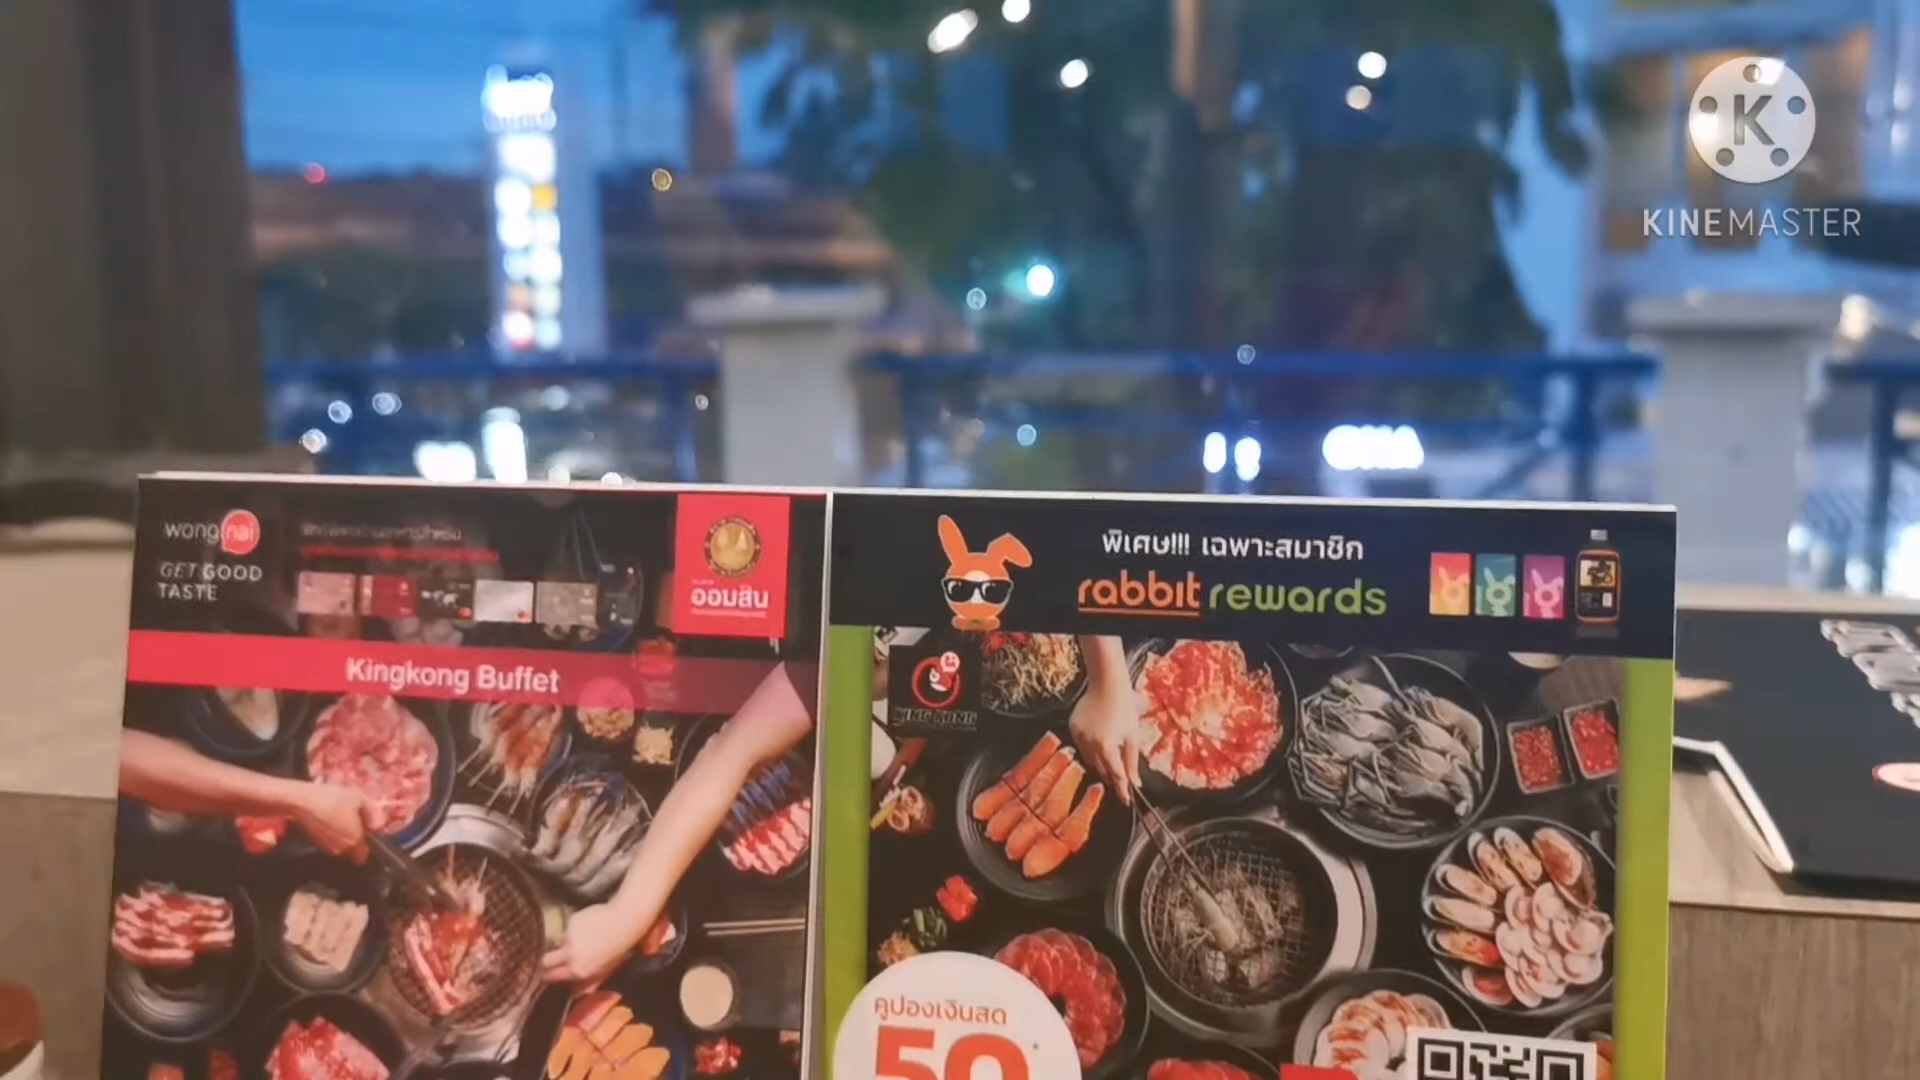 KINEMASTER
wongnai
GET GOOD
TASTE
ออมสิน
Kingkong Buffet
พิเศษ!!! เฉพาะสมาชิก
rabbit rewards
KING KONG
คูปองเงินสด
50